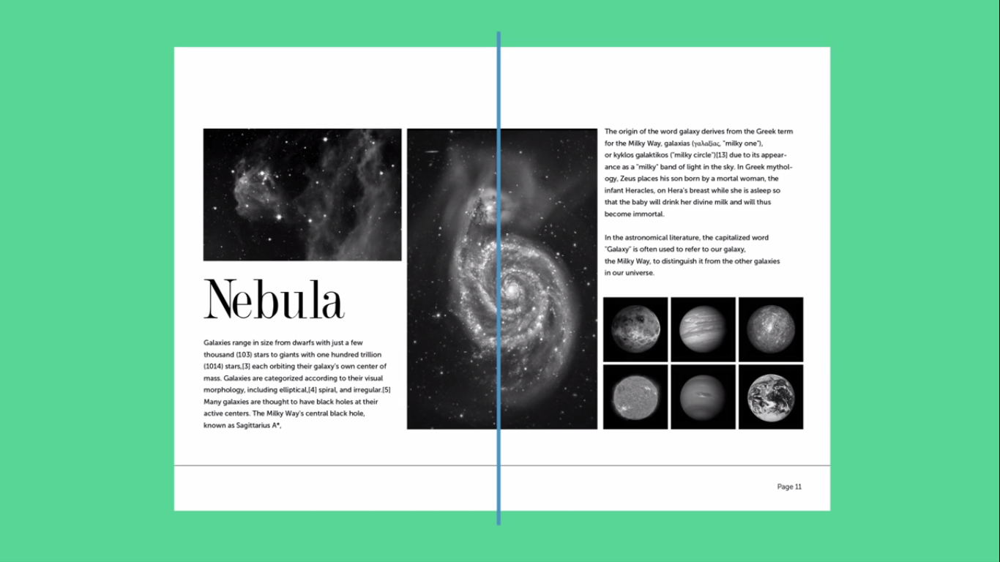 Nebula
Galaxies range in size from dwarfs with just a few
thousand (103) stars to giants with one hundred trillion
(1014) stars,[3] each orbiting their galaxy's own center of
mass. Galaxies are categorized according to their visual
morphology, including elliptical,[4] spiral, and irregular.[5]
Many galaxies are thought to have black holes at their
active centers. The Milky Way's central black hole,
known as Sagittarius A*,
The origin of the word galaxy derives from the Greek term
for the Milky Way, galaxias (γαλαξίας, "milky one"),
or kyklos galaktikos ("milky circle")[13] due to its appear-
ance as a "milky" band of light in the sky. In Greek mythol-
ogy, Zeus places his son born by a mortal woman, the
infant Heracles, on Hera's breast while she is asleep so
that the baby will drink her divine milk and will thus
become immortal.
In the astronomical literature, the capitalized word
"Galaxy" is often used to refer to our galaxy,
the Milky Way, to distinguish it from the other galaxies
in our universe.
Page 11